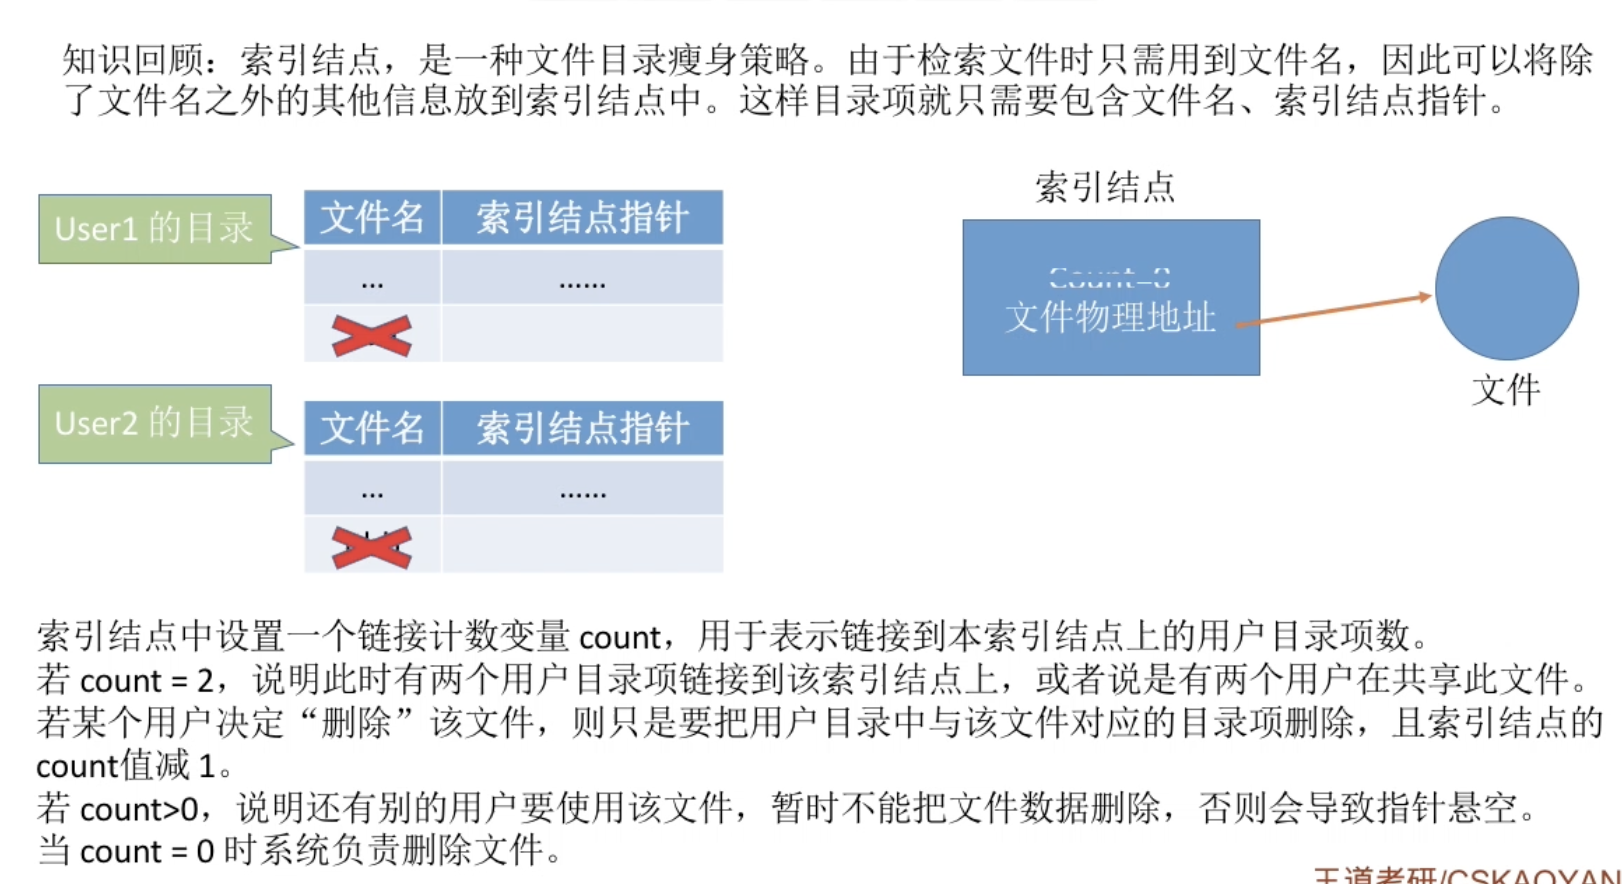 知识回顾：索引结点，是一种文件目录瘦身策略。由于检索文件时只需用到文件名，因此可以将除
了文件名之外的其他信息放到索引结点中。这样目录项就只需要包含文件名、索引结点指针。
索引结点
User1 的目录
文件名 索引结点指针
... ......
文件物理地址
文件
User2 的目录
文件名 索引结点指针
... ......
索引结点中设置一个链接计数变量 count，用于表示链接到本索引结点上的用户目录项数。
若 count = 2，说明此时有两个用户目录项链接到该索引结点上，或者说是有两个用户在共享此文件。
若某个用户决定“删除”该文件，则只是要把用户目录中与该文件对应的目录项删除，且索引结点的
count值减 1。
若 count>0，说明还有别的用户要使用该文件，暂时不能把文件数据删除，否则会导致指针悬空。
当 count = 0 时系统负责删除文件。
王道考研/CSKAOYAN